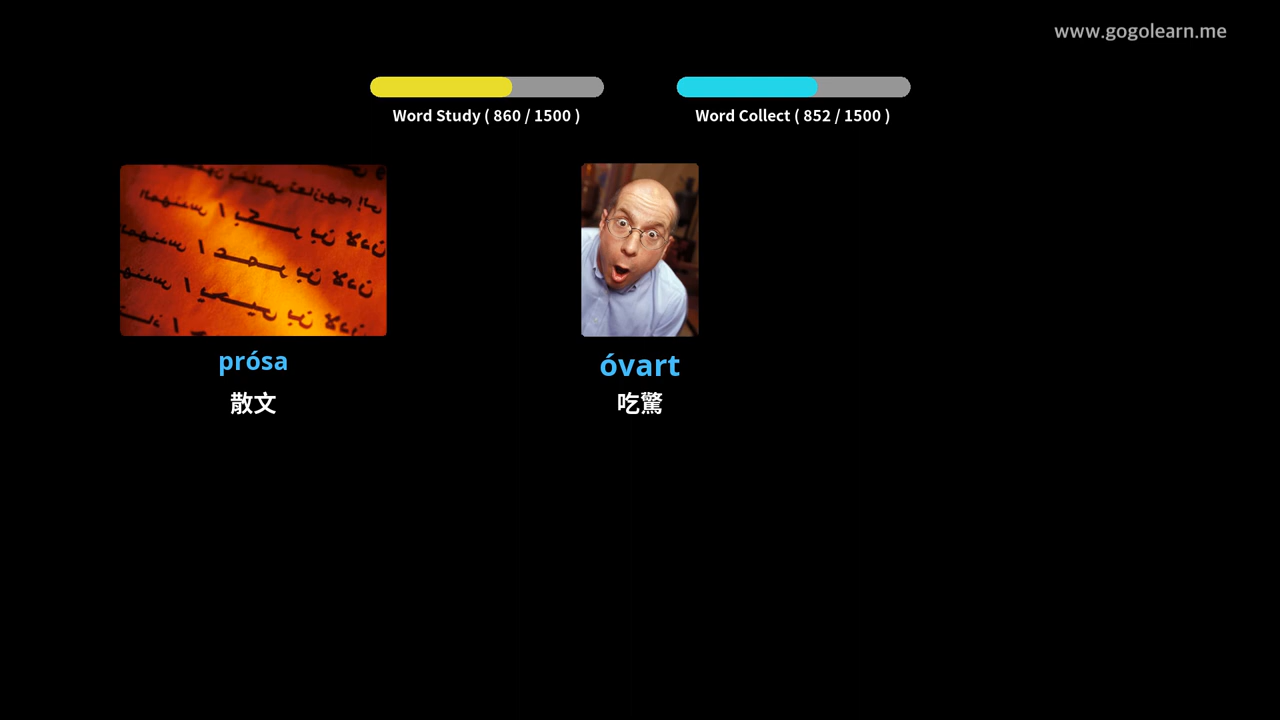 www.gogolearn.me
Word Study ( 860 / 1500 )
Word Collect ( 852 / 1500 )
prósa
óvart
散文
吃驚